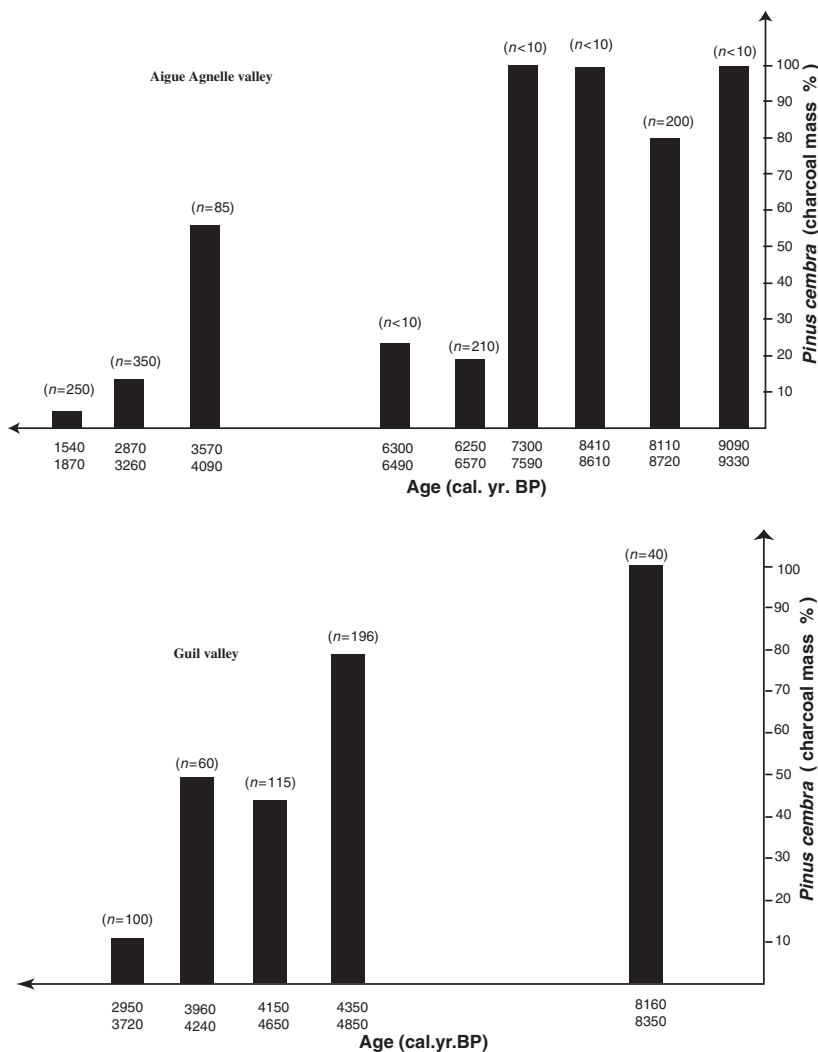 Aigue Agnelle valley
(n=250)
(n=350)
(n=85)
(n<10)
(n=210)
(n<10)
(n<10)
(n=200)
(n<10)
100
90
80
70
60
50
40
30
20
10
Pinus cembra (charcoal mass %)
1540 2870 3570 6300 6250 7300 8410 8110 9090
1870 3260 4090 6490 6570 7590 8610 8720 9330
Age (cal. yr. BP)
Guil valley
(n=100)
(n=60)
(n=115)
(n=196)
(n=40)
100
90
80
70
60
50
40
30
20
10
Pinus cembra ( charcoal mass %)
2950 3960 4150 4350 8160
3720 4240 4650 4850 8350
Age (cal.yr.BP)